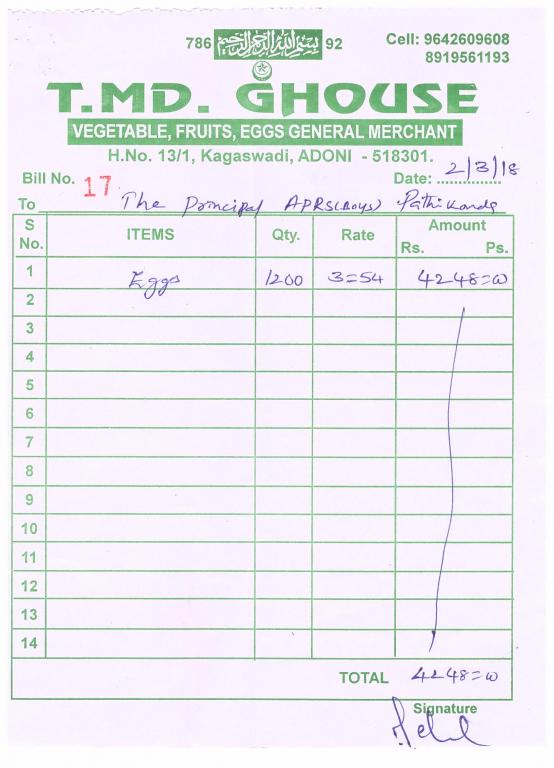 786 بسم الله الرحمن الرحيم 92
Cell: 9642609608
8919561193
T.MD. GHOUSE
VEGETABLE, FRUITS, EGGS GENERAL MERCHANT
H.No. 13/1, Kagaswadi, ADONI - 518301.
Bill No. 17 Date: 2/3/18
To The Principal APRS(Boys) Pathikonda
S No. ITEMS Qty. Rate Amount
Rs. Ps.
1 Eggs 1200 3=54 4248=00
2
3
4
5
6
7
8
9
10
11
12
13
14
TOTAL 4248=00
Signature